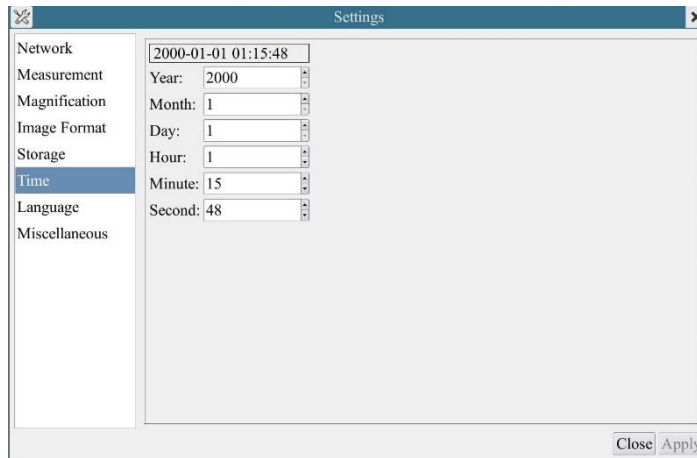 Settings
Network
Measurement
Magnification
Image Format
Storage
Time
Language
Miscellaneous
2000-01-01 01:15:48
Year: 2000
Month: 1
Day: 1
Hour: 1
Minute: 15
Second: 48
Close Apply